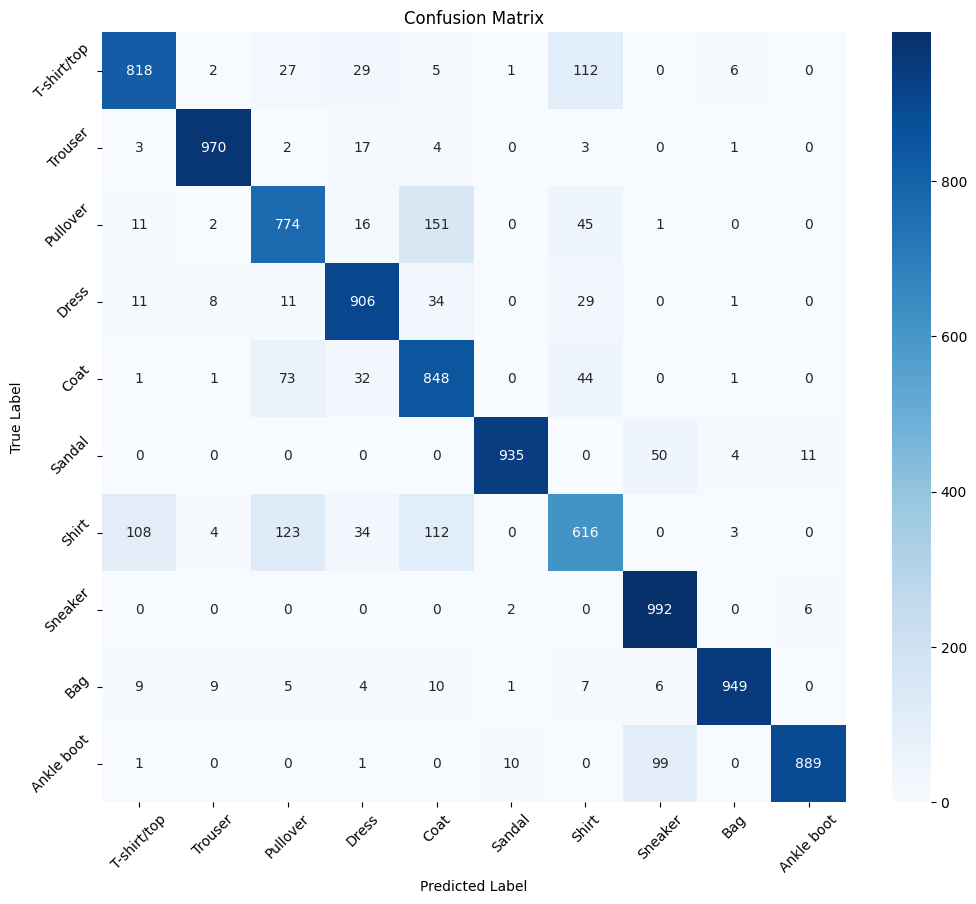 Confusion Matrix
T-shirt/top 818 2 27 29 5 1 112 0 6 0
Trouser 3 970 2 17 4 0 3 0 1
Pullover 11 2 774 16 151 0 45 1 0 0
Dress 11 8 11 906 34 0 29 0 1 0
Coat 1 1 73 32 848 0 44 0 1 0
Sandal 0 0 0 0 0 935 0 50 4 11
Shirt 108 4 123 34 112 0 616 0 3 0
Sneaker 0 0 0 0 0 2 0 992 0 6
Bag 9 9 5 4 10 1 7 6 949 0
Ankle boot 1 0 0 1 0 10 0 99 0 889
T-shirt/top Trouser Pullover Dress Coat Sandal Shirt Sneaker Bag Ankle boot
Predicted Label
True Label
800
600
400
200
0